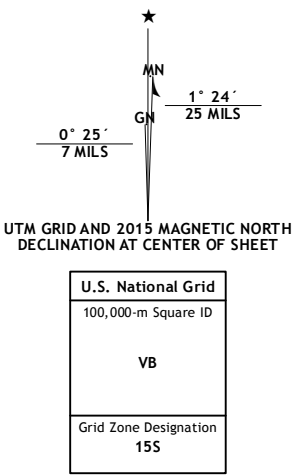 ★
MN
1° 24´
25 MILS
GN
0° 25´
7 MILS
UTM GRID AND 2015 MAGNETIC NORTH
DECLINATION AT CENTER OF SHEET
U.S. National Grid
100,000-m Square ID
VB
Grid Zone Designation
15S